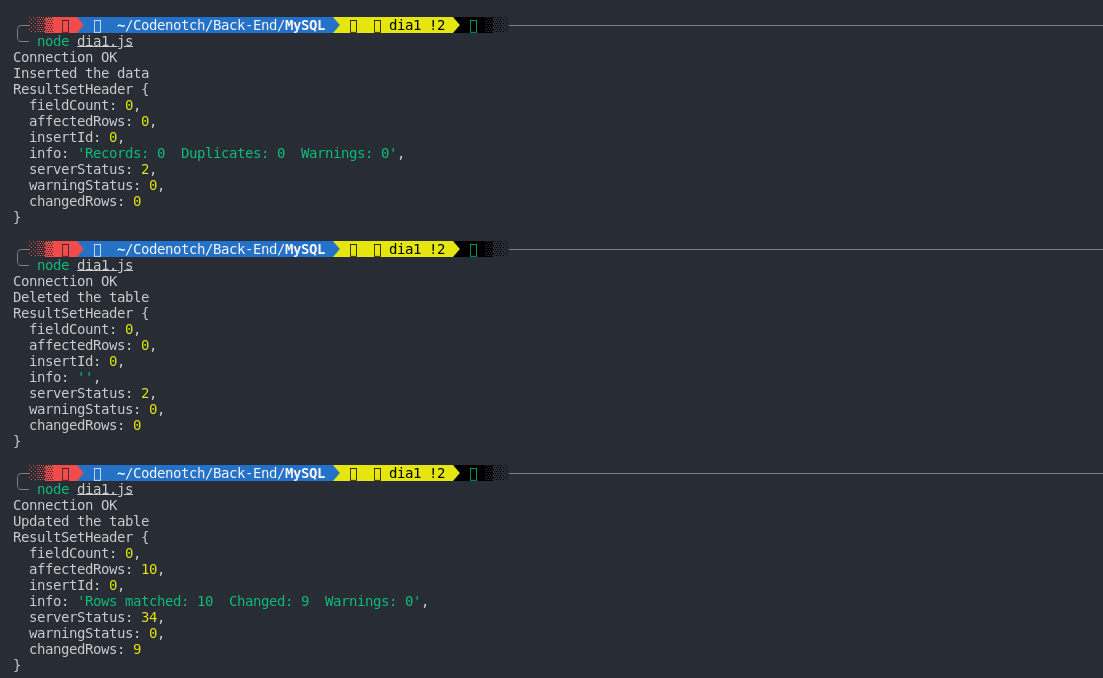 ~/Codenotch/Back-End/MySQL dia1 !2
node dia1.js
Connection OK
Inserted the data
ResultSetHeader {
  fieldCount: 0,
  affectedRows: 0,
  insertId: 0,
  info: 'Records: 0  Duplicates: 0  Warnings: 0',
  serverStatus: 2,
  warningStatus: 0,
  changedRows: 0
}
~/Codenotch/Back-End/MySQL dia1 !2
node dia1.js
Connection OK
Deleted the table
ResultSetHeader {
  fieldCount: 0,
  affectedRows: 0,
  insertId: 0,
  info: '',
  serverStatus: 2,
  warningStatus: 0,
  changedRows: 0
}
~/Codenotch/Back-End/MySQL dia1 !2
node dia1.js
Connection OK
Updated the table
ResultSetHeader {
  fieldCount: 0,
  affectedRows: 10,
  insertId: 0,
  info: 'Rows matched: 10  Changed: 9  Warnings: 0',
  serverStatus: 34,
  warningStatus: 0,
  changedRows: 9
}